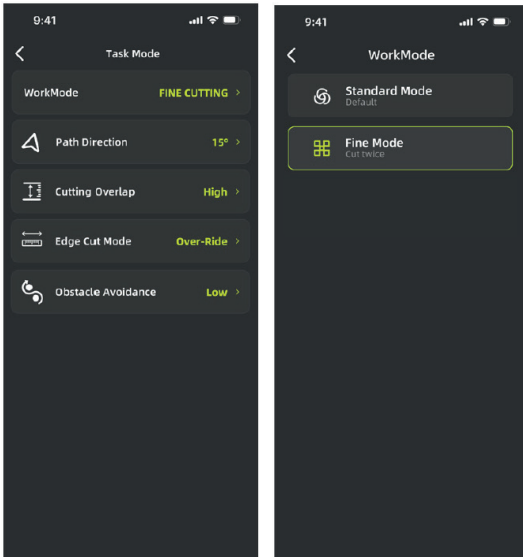 9:41
Task Mode
WorkMode FINE CUTTING >
Path Direction 15° >
Cutting Overlap High >
Edge Cut Mode Over-Ride >
Obstacle Avoidance Low >
9:41
WorkMode
Standard Mode
Default
Fine Mode
Cut twice